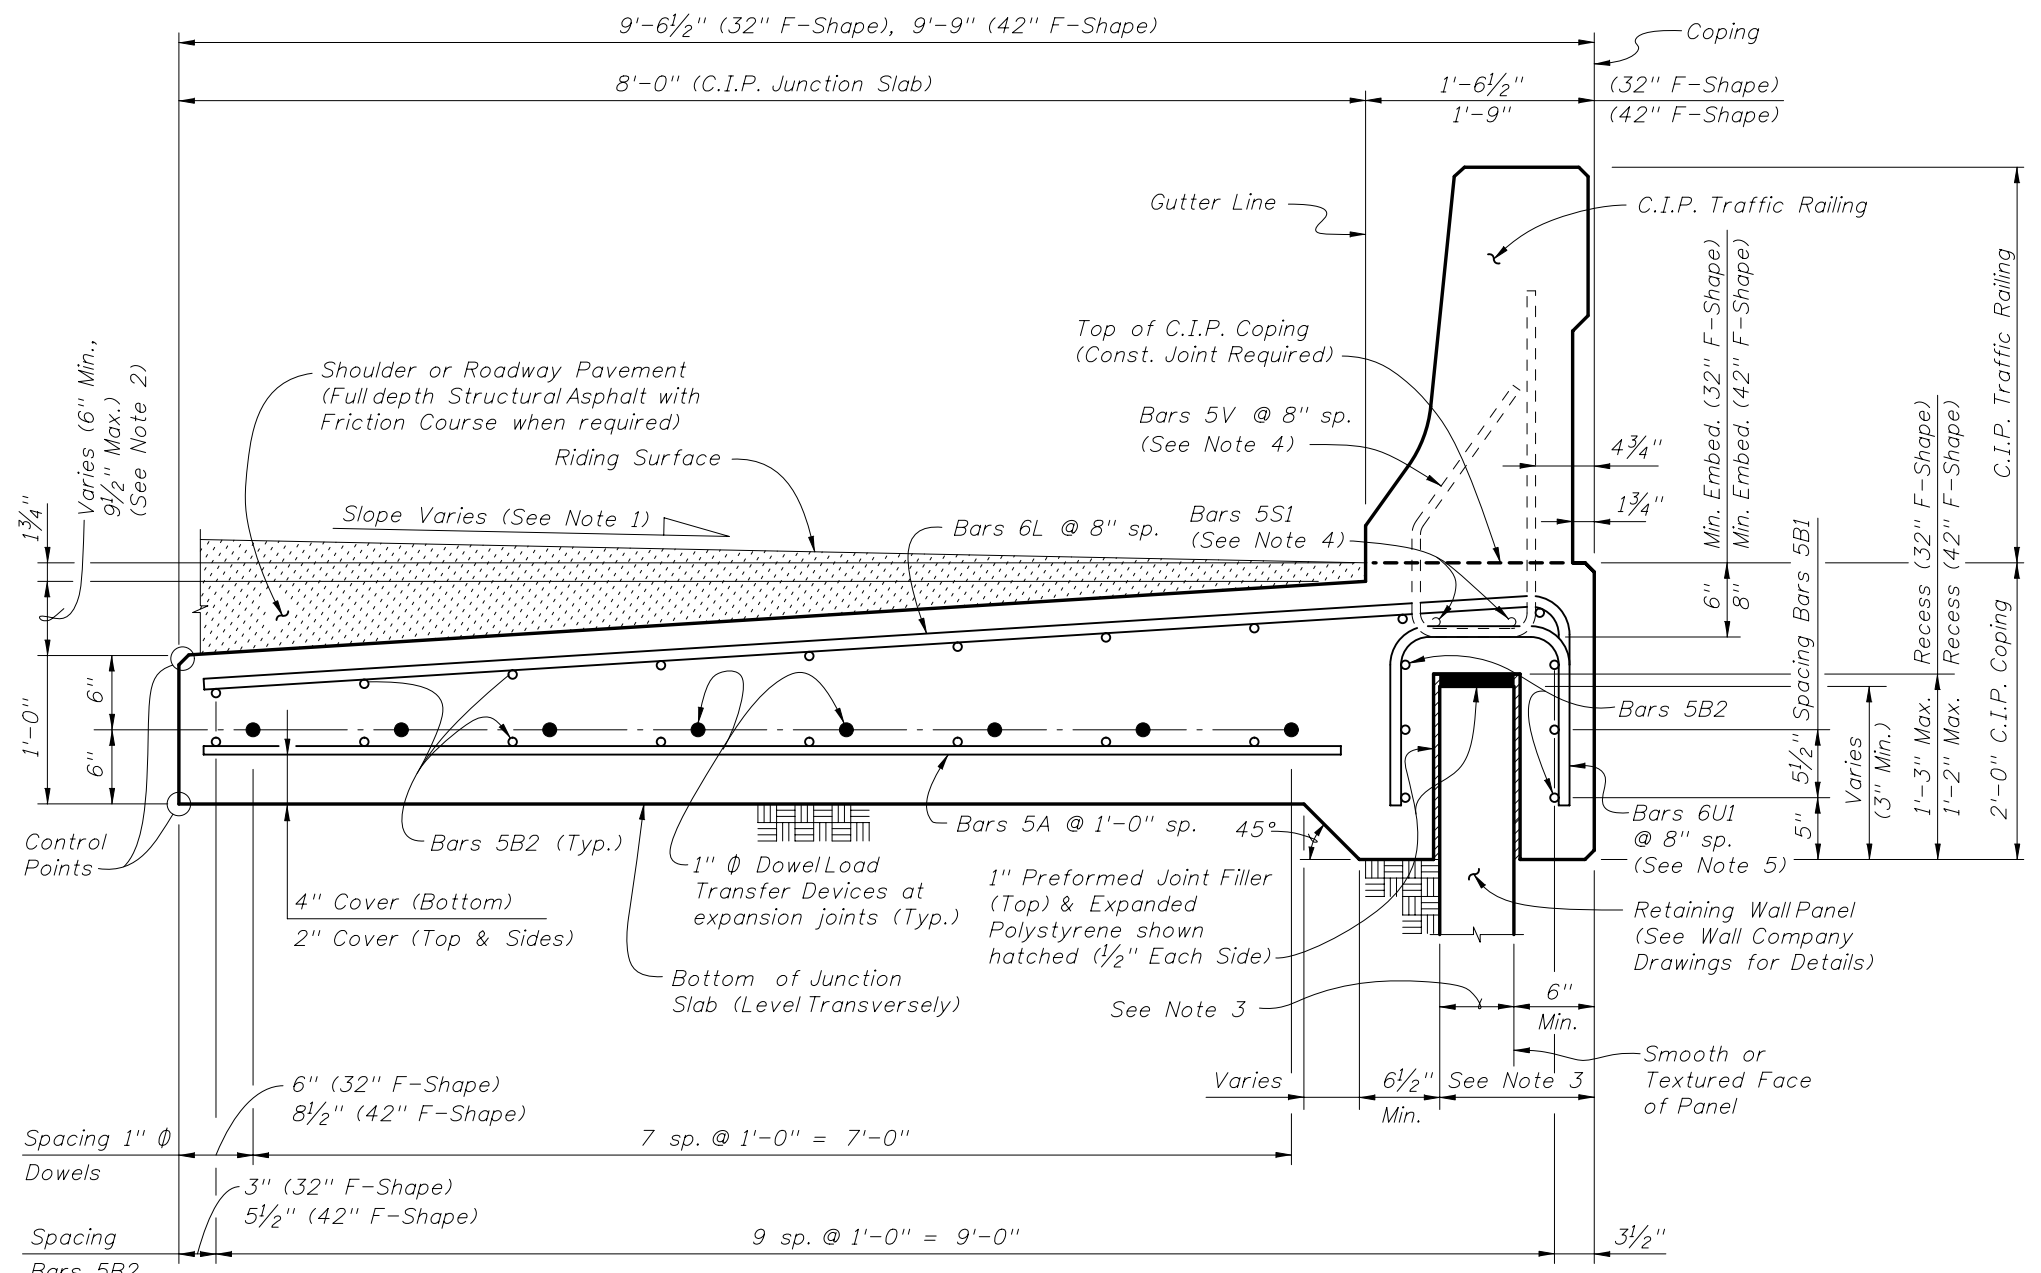 9'-6½" (32" F-Shape), 9'-9" (42" F-Shape)
Coping
8'-0" (C.I.P. Junction Slab)
1'-6½"
(32" F-Shape)
1'-9"
(42" F-Shape)
Gutter Line
C.I.P. Traffic Railing
Top of C.I.P. Coping
(Const. Joint Required)
Shoulder or Roadway Pavement
(Full depth Structural Asphalt with
Friction Course when required)
Riding Surface
Bars 5V @ 8" sp.
(See Note 4)
Slope Varies (See Note 1)
Bars 6L @ 8" sp.
Bars 5S1
(See Note 4)
4¾"
1¾"
6" Min. Embed. (32" F-Shape)
8" Min. Embed. (42" F-Shape)
C.I.P. Traffic Railing
1¾"
Varies (6" Min.,
9½" Max.)
(See Note 2)
1'-0"
6"
6"
Control
Points
Bars 5B2 (Typ.)
1" ϕ Dowel Load
Transfer Devices at
expansion joints (Typ.)
Bars 5A @ 1'-0" sp.
45°
Bars 5B2
5" 5½" Spacing Bars 5B1
Varies
(3" Min.)
1'-3" Max. Recess (32" F-Shape)
1'-2" Max. Recess (42" F-Shape)
2'-0" C.I.P. Coping
Bars 6U1
@ 8" sp.
(See Note 5)
4" Cover (Bottom)
2" Cover (Top & Sides)
1" Preformed Joint Filler
(Top) & Expanded
Polystyrene shown
hatched (½" Each Side)
Retaining Wall Panel
(See Wall Company
Drawings for Details)
Bottom of Junction
Slab (Level Transversely)
See Note 3
6"
Min.
Smooth or
Textured Face
of Panel
Varies
6½"
Min.
See Note 3
6" (32" F-Shape)
8½" (42" F-Shape)
Spacing 1" ϕ
Dowels
7 sp. @ 1'-0" = 7'-0"
3" (32" F-Shape)
5½" (42" F-Shape)
Spacing
Bars 5B2
9 sp. @ 1'-0" = 9'-0"
3½"